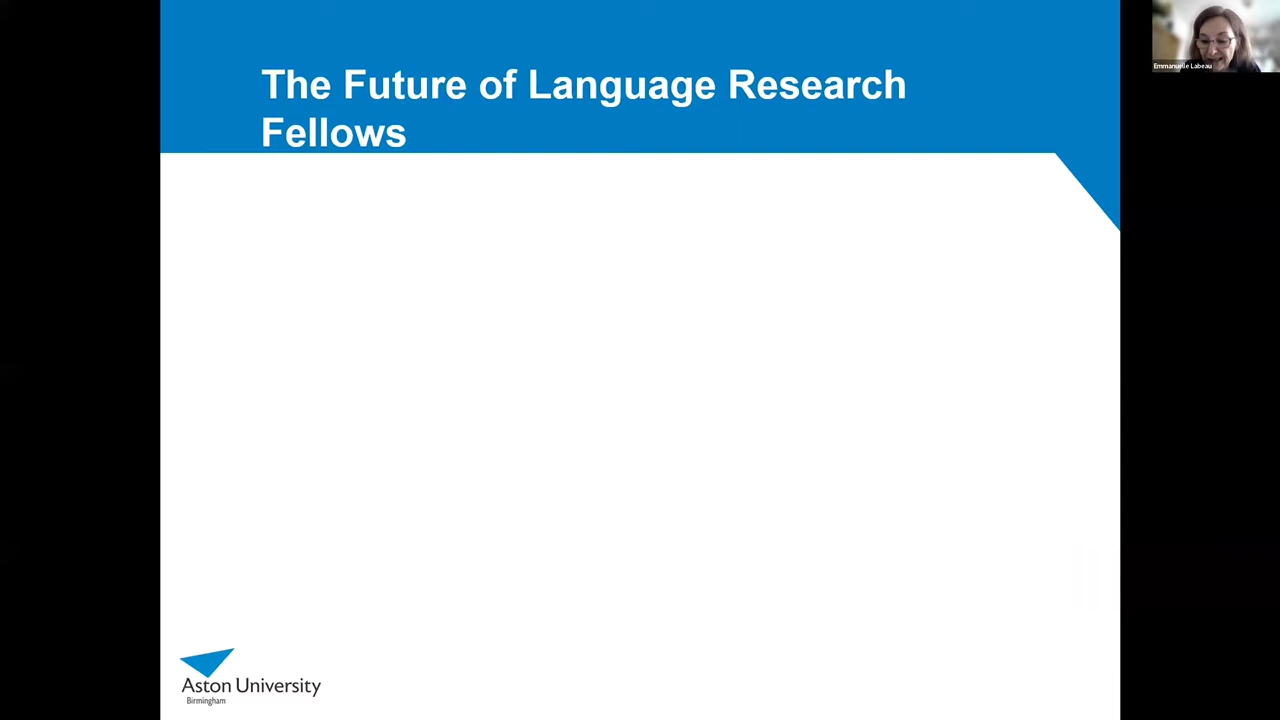 The Future of Language Research
Fellows
Emmanuelle Labeau
Aston University
Birmingham